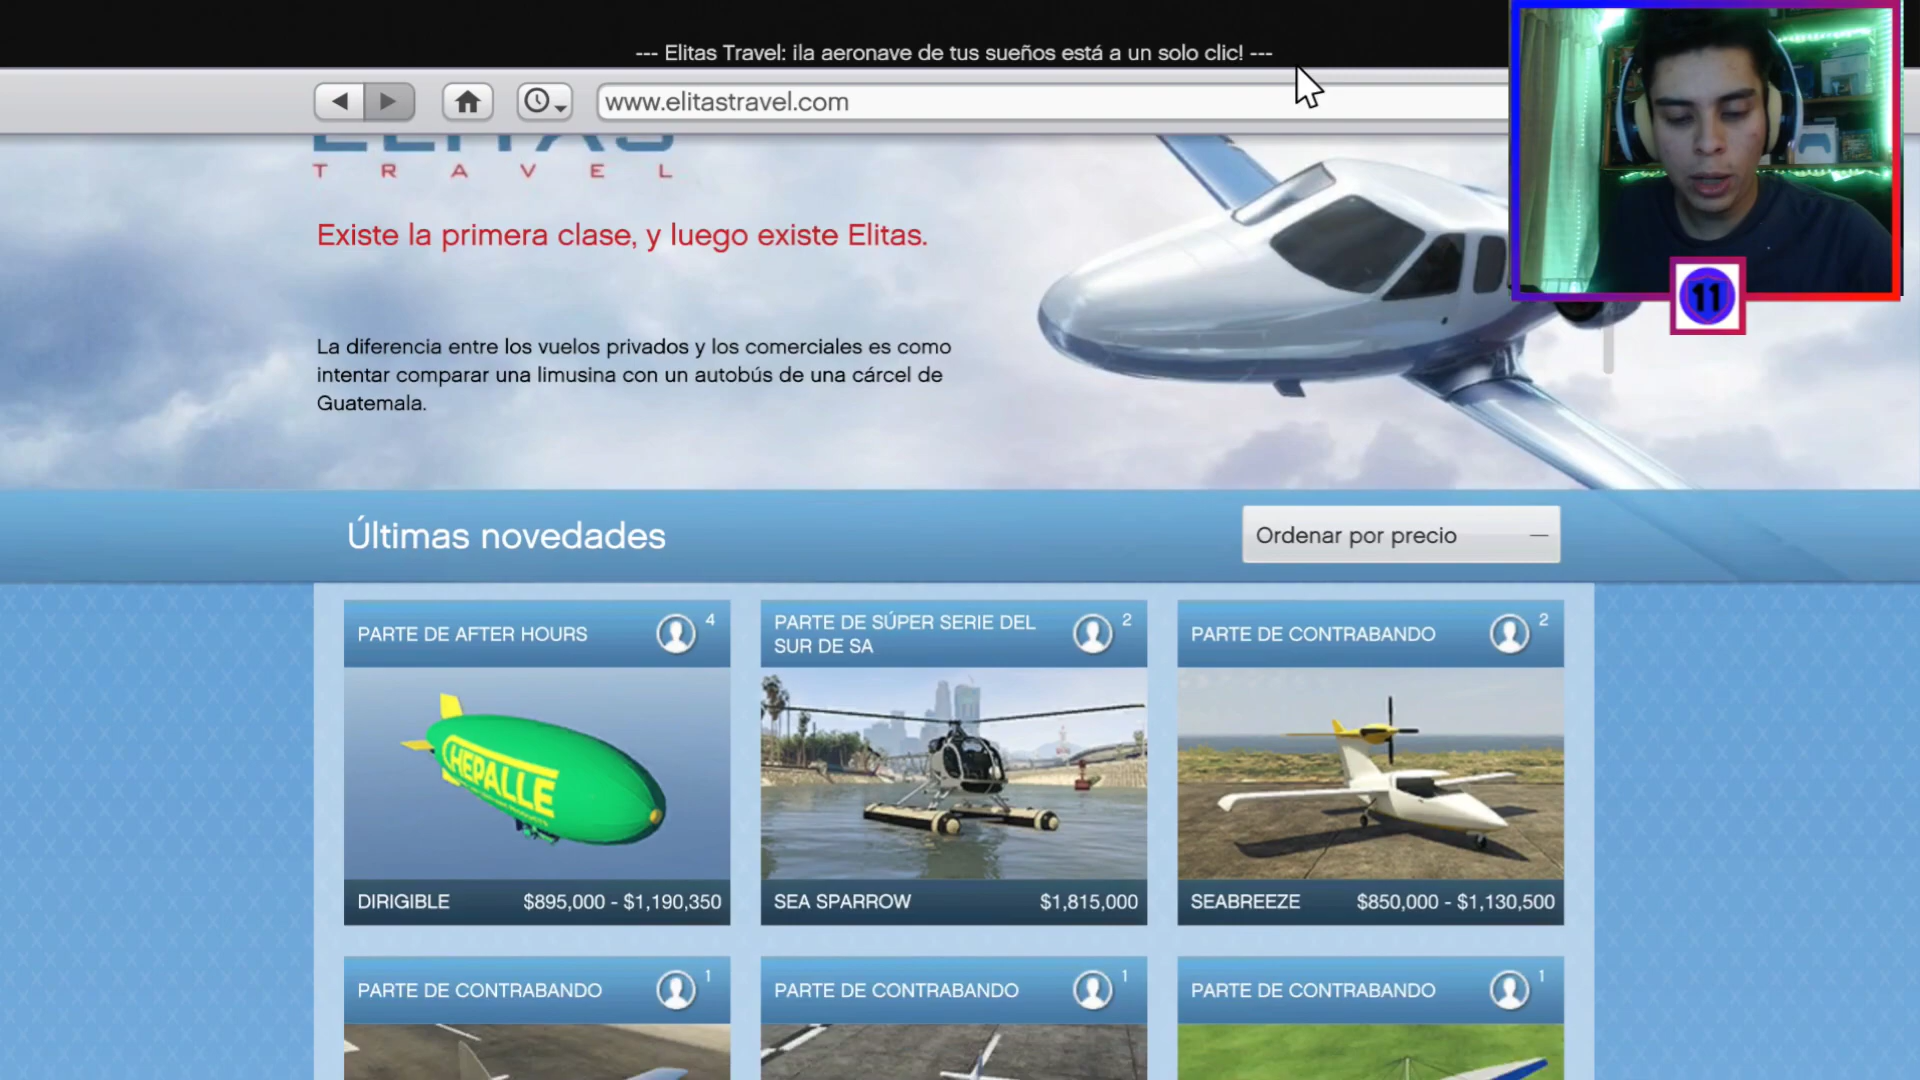 --- Elitas Travel: ¡la aeronave de tus sueños está a un solo clic! ---
www.elitastravel.com
ELITAS
TRAVEL
Existe la primera clase, y luego existe Elitas.
La diferencia entre los vuelos privados y los comerciales es como
intentar comparar una limusina con un autobús de una cárcel de
Guatemala.
11
Últimas novedades
Ordenar por precio
PARTE DE AFTER HOURS 4
PARTE DE SÚPER SERIE DEL
SUR DE SA 2
PARTE DE CONTRABANDO 2
HEPALLE
DIRIGIBLE $895,000 - $1,190,350
SEA SPARROW $1,815,000
SEABREEZE $850,000 - $1,130,500
PARTE DE CONTRABANDO 1
PARTE DE CONTRABANDO 1
PARTE DE CONTRABANDO 1